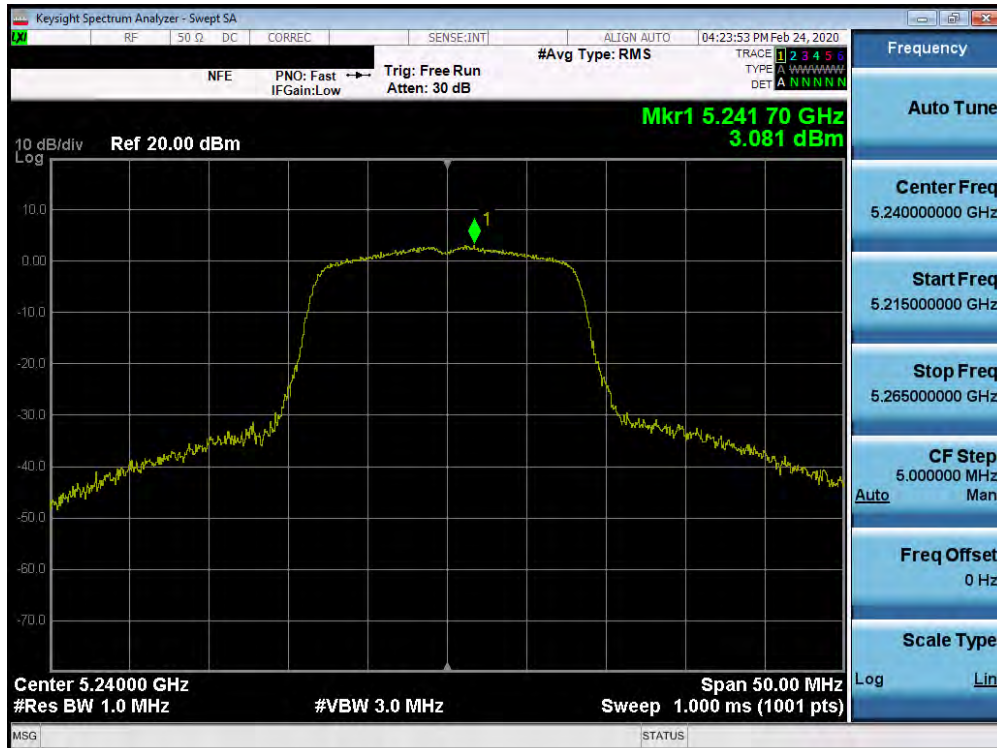 Keysight Spectrum Analyzer - Swept SA
LXI RF 50 Ω DC CORREC SENSE:INT ALIGN AUTO 04:23:53 PM Feb 24, 2020
NFE PNO: Fast Trig: Free Run #Avg Type: RMS TRACE 1 2 3 4 5 6
IFGain:Low Atten: 30 dB TYPE A WWWWWW
DET A N N N N N
Mkr1 5.241 70 GHz
3.081 dBm
10 dB/div Ref 20.00 dBm
Log
10.0
1
0.00
-10.0
-20.0
-30.0
-40.0
-50.0
-60.0
-70.0
Center 5.24000 GHz Span 50.00 MHz
#Res BW 1.0 MHz #VBW 3.0 MHz Sweep 1.000 ms (1001 pts)
MSG STATUS
Frequency
Auto Tune
Center Freq
5.240000000 GHz
Start Freq
5.215000000 GHz
Stop Freq
5.265000000 GHz
CF Step
5.000000 MHz
Auto Man
Freq Offset
0 Hz
Scale Type
Log Lin